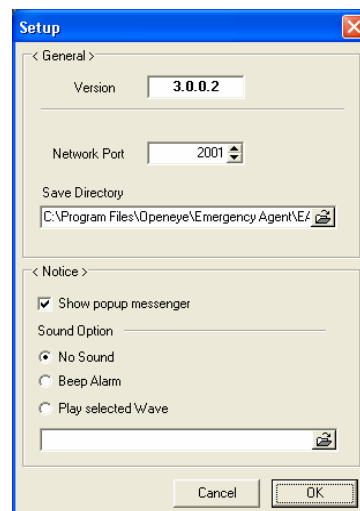 Setup
< General >
Version 3.0.0.2
Network Port 2001
Save Directory
C:\Program Files\Openeye\Emergency Agent\EA
< Notice >
Show popup messenger
Sound Option
No Sound
Beep Alarm
Play selected Wave
Cancel OK